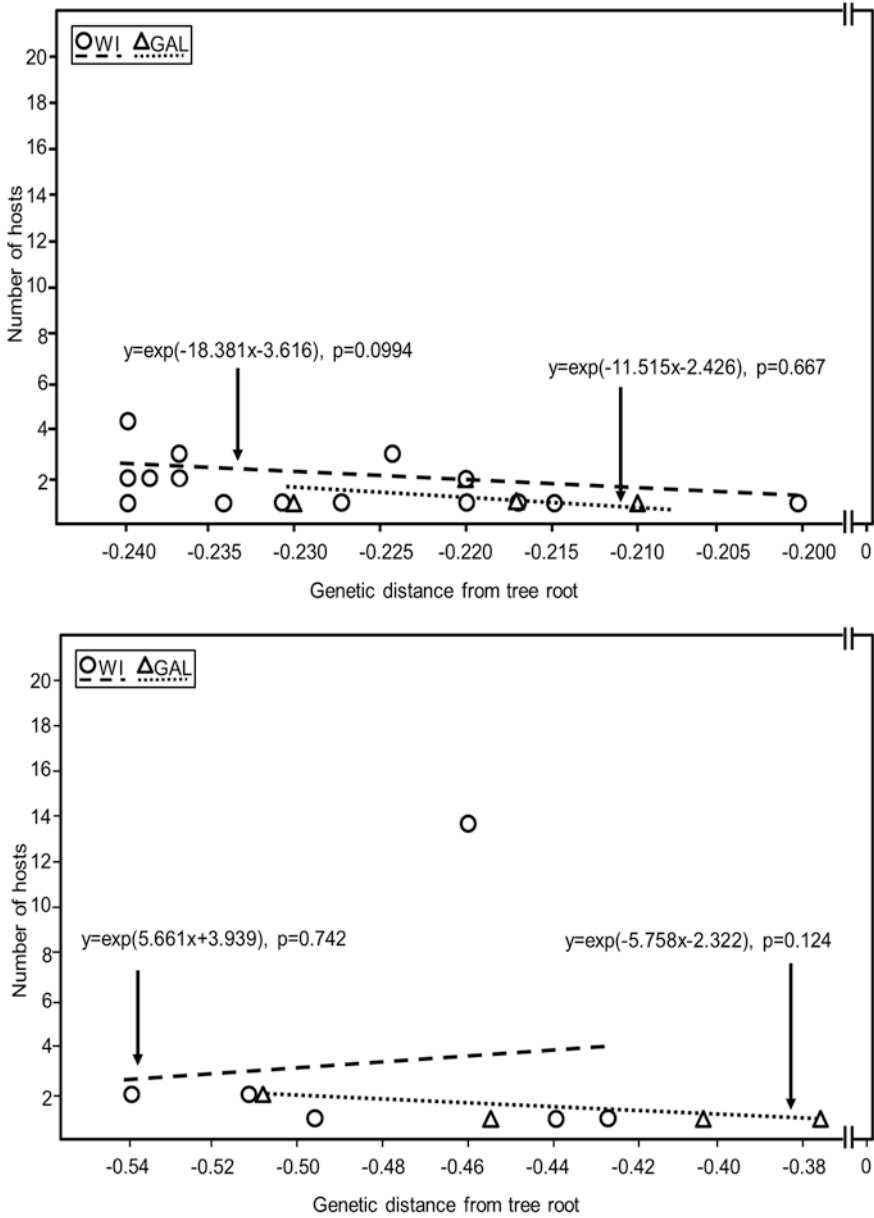 WI GAL
20
18
16
14
12
10
8
6
4
2
Number of hosts
y=exp(-18.381x-3.616), p=0.0994
y=exp(-11.515x-2.426), p=0.667
-0.240 -0.235 -0.230 -0.225 -0.220 -0.215 -0.210 -0.205 -0.200 0
Genetic distance from tree root
WI GAL
20
18
16
14
12
10
8
6
4
2
Number of hosts
y=exp(5.661x+3.939), p=0.742
y=exp(-5.758x-2.322), p=0.124
-0.54 -0.52 -0.50 -0.48 -0.46 -0.44 -0.42 -0.40 -0.38 0
Genetic distance from tree root